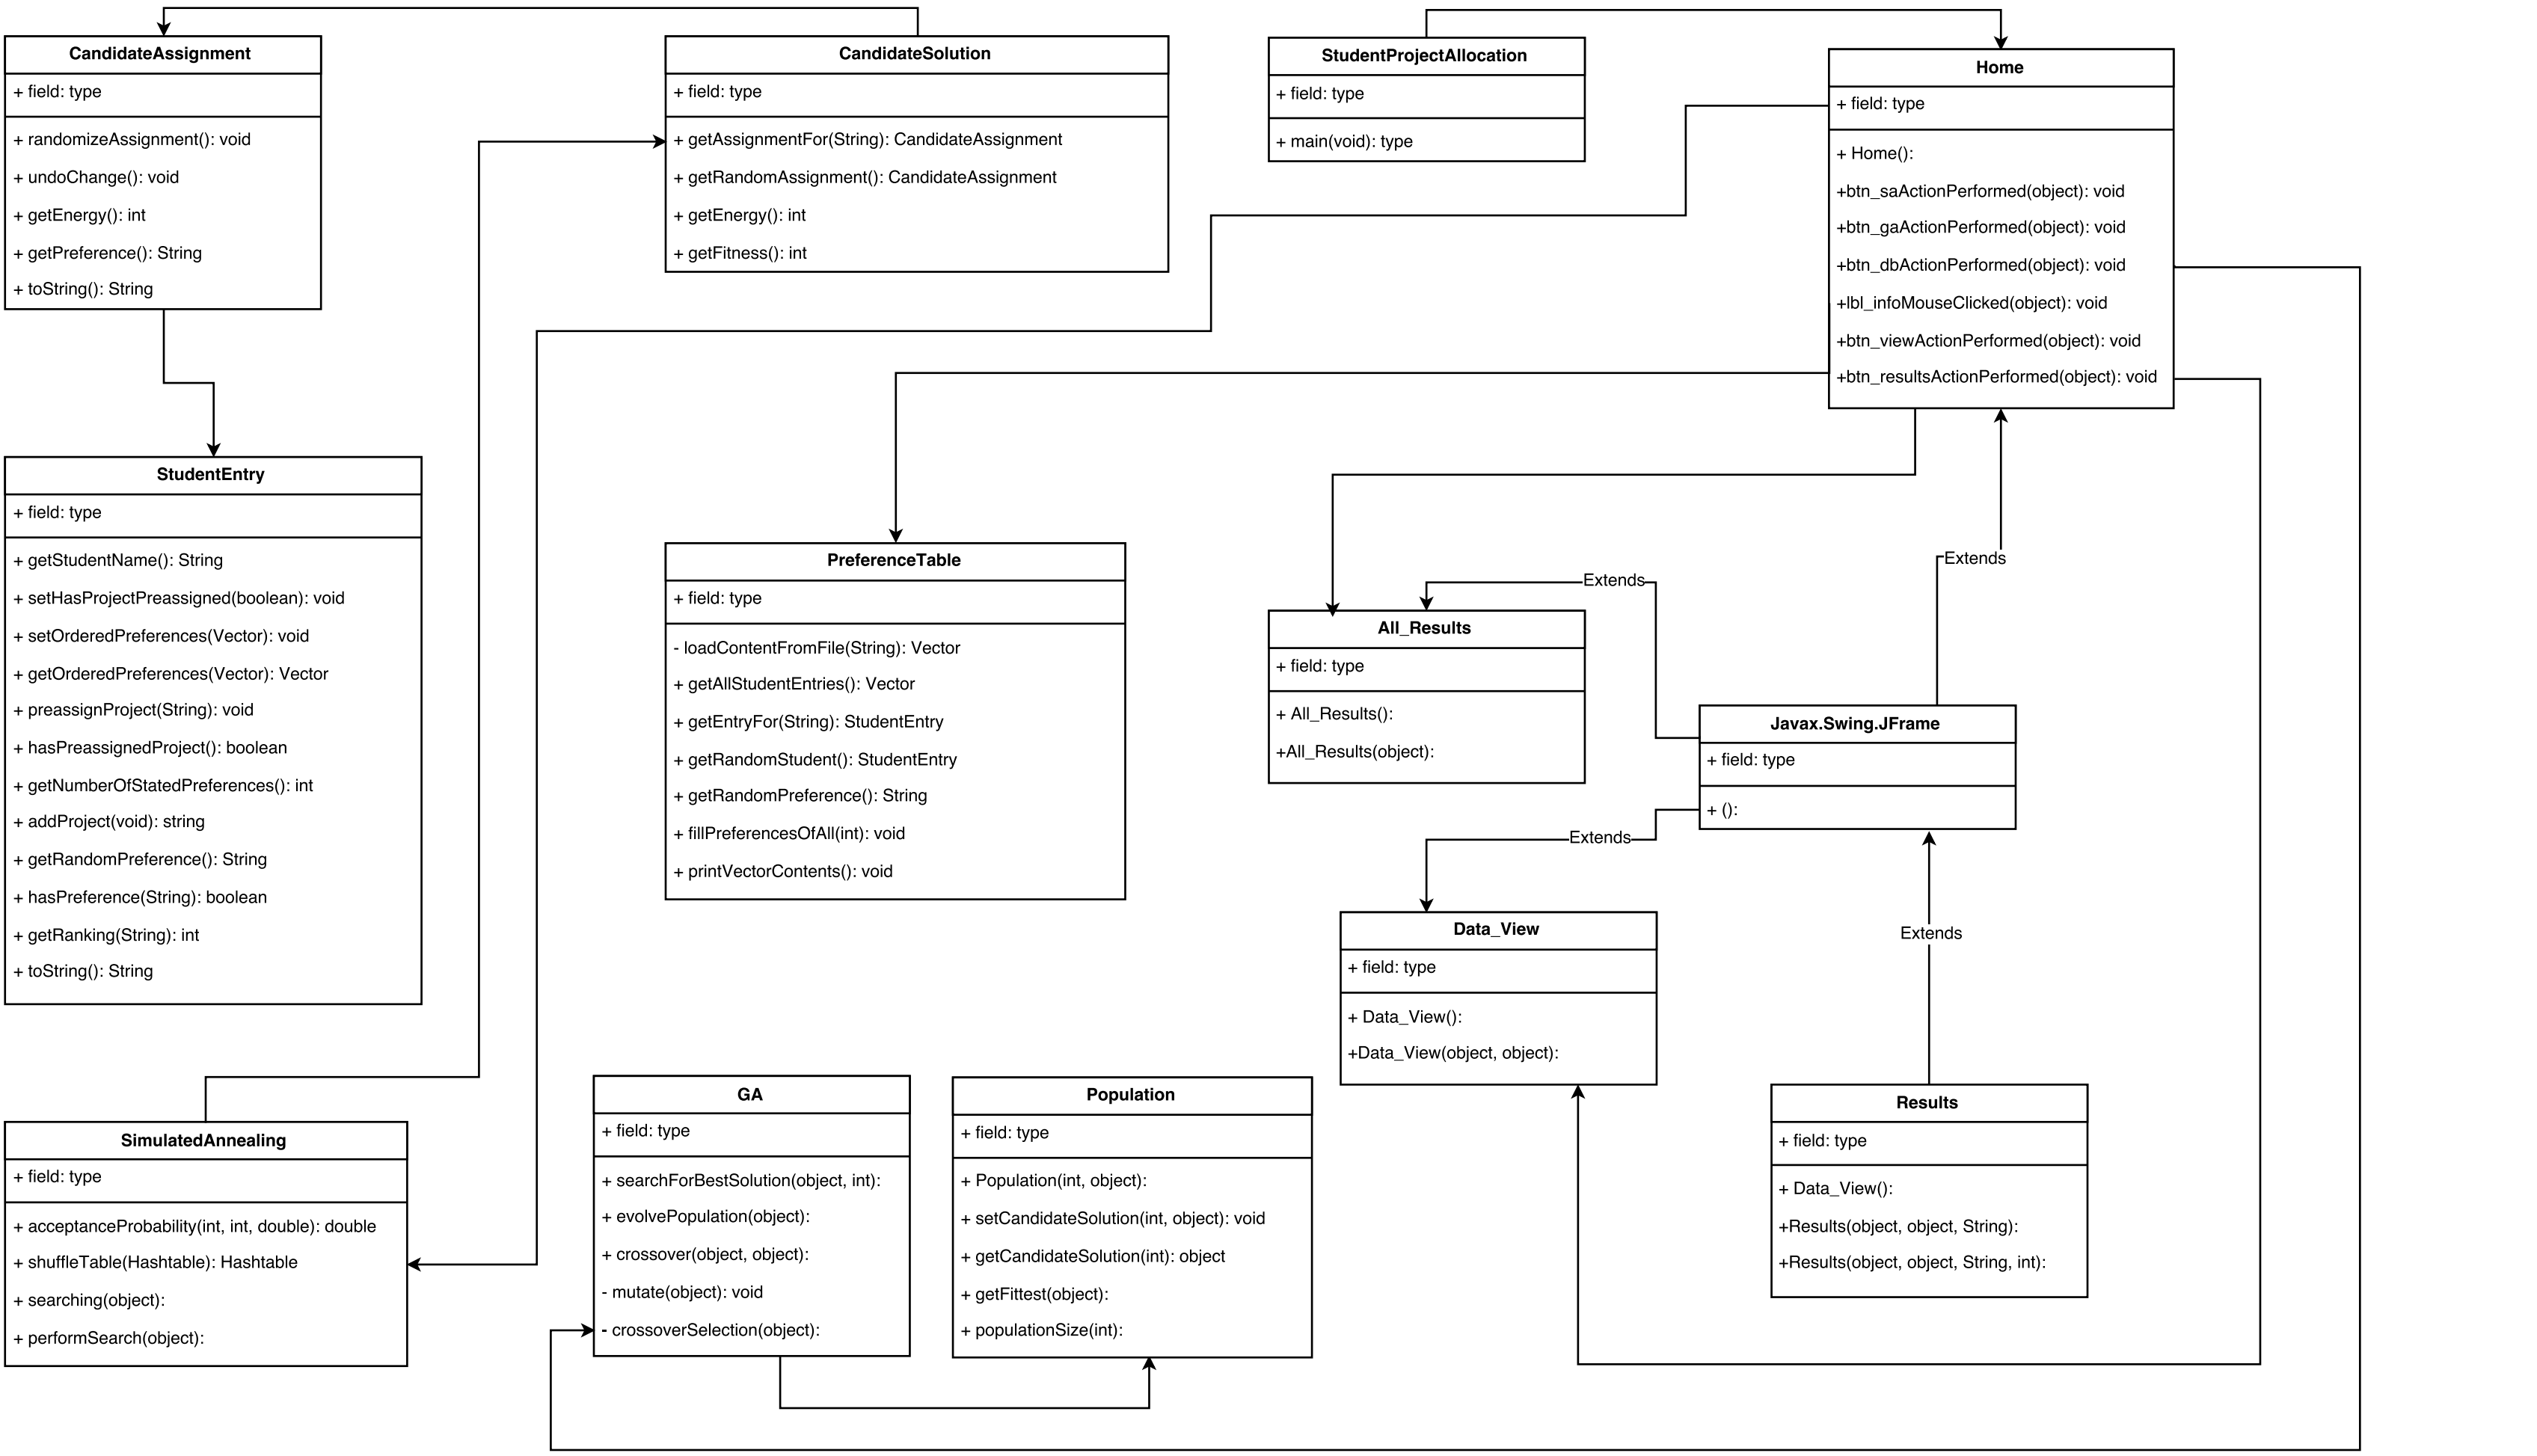 CandidateAssignment
+ field: type
+ randomizeAssignment(): void
+ undoChange(): void
+ getEnergy(): int
+ getPreference(): String
+ toString(): String
CandidateSolution
+ field: type
+ getAssignmentFor(String): CandidateAssignment
+ getRandomAssignment(): CandidateAssignment
+ getEnergy(): int
+ getFitness(): int
StudentProjectAllocation
+ field: type
+ main(void): type
Home
+ field: type
+ Home():
+btn_saActionPerformed(object): void
+btn_gaActionPerformed(object): void
+btn_dbActionPerformed(object): void
+lbl_infoMouseClicked(object): void
+btn_viewActionPerformed(object): void
+btn_resultsActionPerformed(object): void
StudentEntry
+ field: type
+ getStudentName(): String
+ setHasProjectPreassigned(boolean): void
+ setOrderedPreferences(Vector): void
+ getOrderedPreferences(Vector): Vector
+ preassignProject(String): void
+ hasPreassignedProject(): boolean
+ getNumberOfStatedPreferences(): int
+ addProject(void): string
+ getRandomPreference(): String
+ hasPreference(String): boolean
+ getRanking(String): int
+ toString(): String
PreferenceTable
+ field: type
- loadContentFromFile(String): Vector
+ getAllStudentEntries(): Vector
+ getEntryFor(String): StudentEntry
+ getRandomStudent(): StudentEntry
+ getRandomPreference(): String
+ fillPreferencesOfAll(int): void
+ printVectorContents(): void
Extends
Extends
All_Results
+ field: type
+ All_Results():
+All_Results(object):
Javax.Swing.JFrame
+ field: type
+ ():
Extends
Data_View
+ field: type
+ Data_View():
+Data_View(object, object):
Extends
SimulatedAnnealing
+ field: type
+ acceptanceProbability(int, int, double): double
+ shuffleTable(Hashtable): Hashtable
+ searching(object):
+ performSearch(object):
GA
+ field: type
+ searchForBestSolution(object, int):
+ evolvePopulation(object):
+ crossover(object, object):
- mutate(object): void
- crossoverSelection(object):
Population
+ field: type
+ Population(int, object):
+ setCandidateSolution(int, object): void
+ getCandidateSolution(int): object
+ getFittest(object):
+ populationSize(int):
Results
+ field: type
+ Data_View():
+Results(object, object, String):
+Results(object, object, String, int):